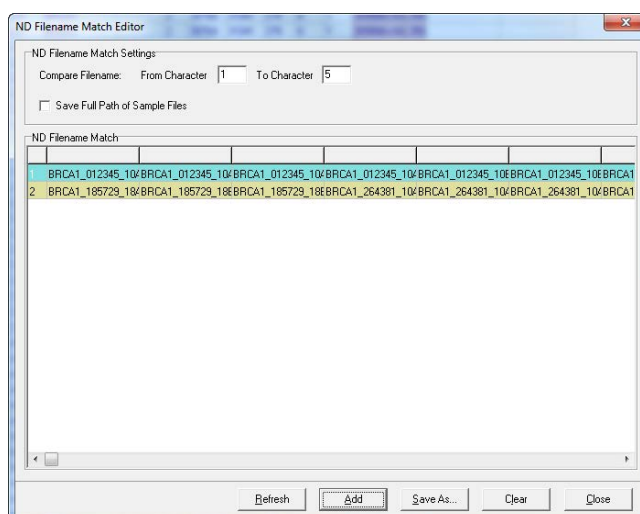 ND Filename Match Editor
ND Filename Match Settings
Compare Filename: From Character 1 To Character 5
Save Full Path of Sample Files
ND Filename Match
1 BRCA1_012345_10 BRCA1_012345_10 BRCA1_012345_10 BRCA1_012345_10 BRCA1_012345_10 BRCA1_012345_10 BRCA1
2 BRCA1_185729_18 BRCA1_185729_18 BRCA1_185729_18 BRCA1_264381_10 BRCA1_264381_10 BRCA1_264381_10 BRCA1
Refresh Add Save As... Clear Close